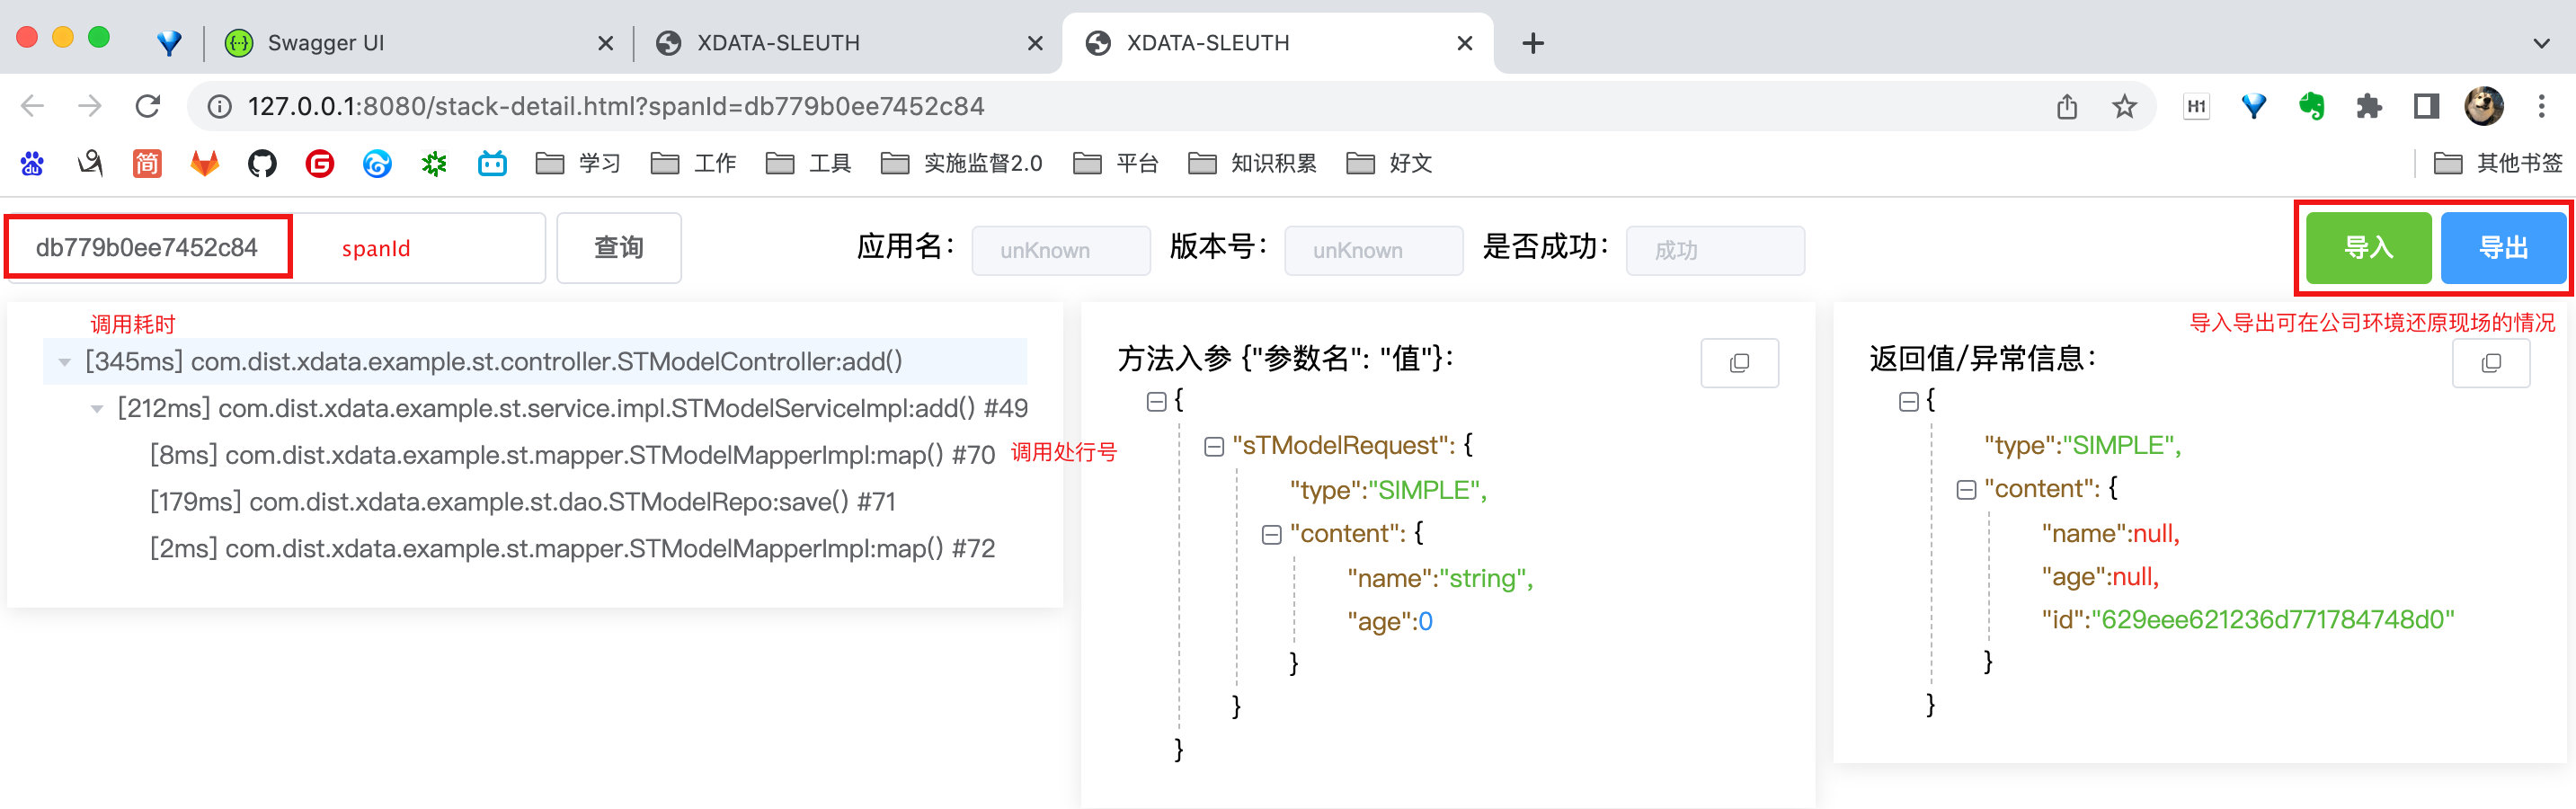 Swagger UI
XDATA-SLEUTH
XDATA-SLEUTH
127.0.0.1:8080/stack-detail.html?spanId=db779b0ee7452c84
H1
du
简
G
学习
工作
工具
实施监督2.0
平台
知识积累
好文
其他书签
db779b0ee7452c84
spanId
查询
应用名：
unKnown
版本号：
unKnown
是否成功：
成功
导入
导出
调用耗时
[345ms] com.dist.xdata.example.st.controller.STModelController:add()
[212ms] com.dist.xdata.example.st.service.impl.STModelServiceImpl:add() #49
[8ms] com.dist.xdata.example.st.mapper.STModelMapperImpl:map() #70
调用处行号
[179ms] com.dist.xdata.example.st.dao.STModelRepo:save() #71
[2ms] com.dist.xdata.example.st.mapper.STModelMapperImpl:map() #72
方法入参 {"参数名": "值"}：
{
"sTModelRequest": {
"type":"SIMPLE",
"content": {
"name":"string",
"age":0
}
}
}
导入导出可在公司环境还原现场的情况
返回值/异常信息：
{
"type":"SIMPLE",
"content": {
"name":null,
"age":null,
"id":"629eee621236d771784748d0"
}
}